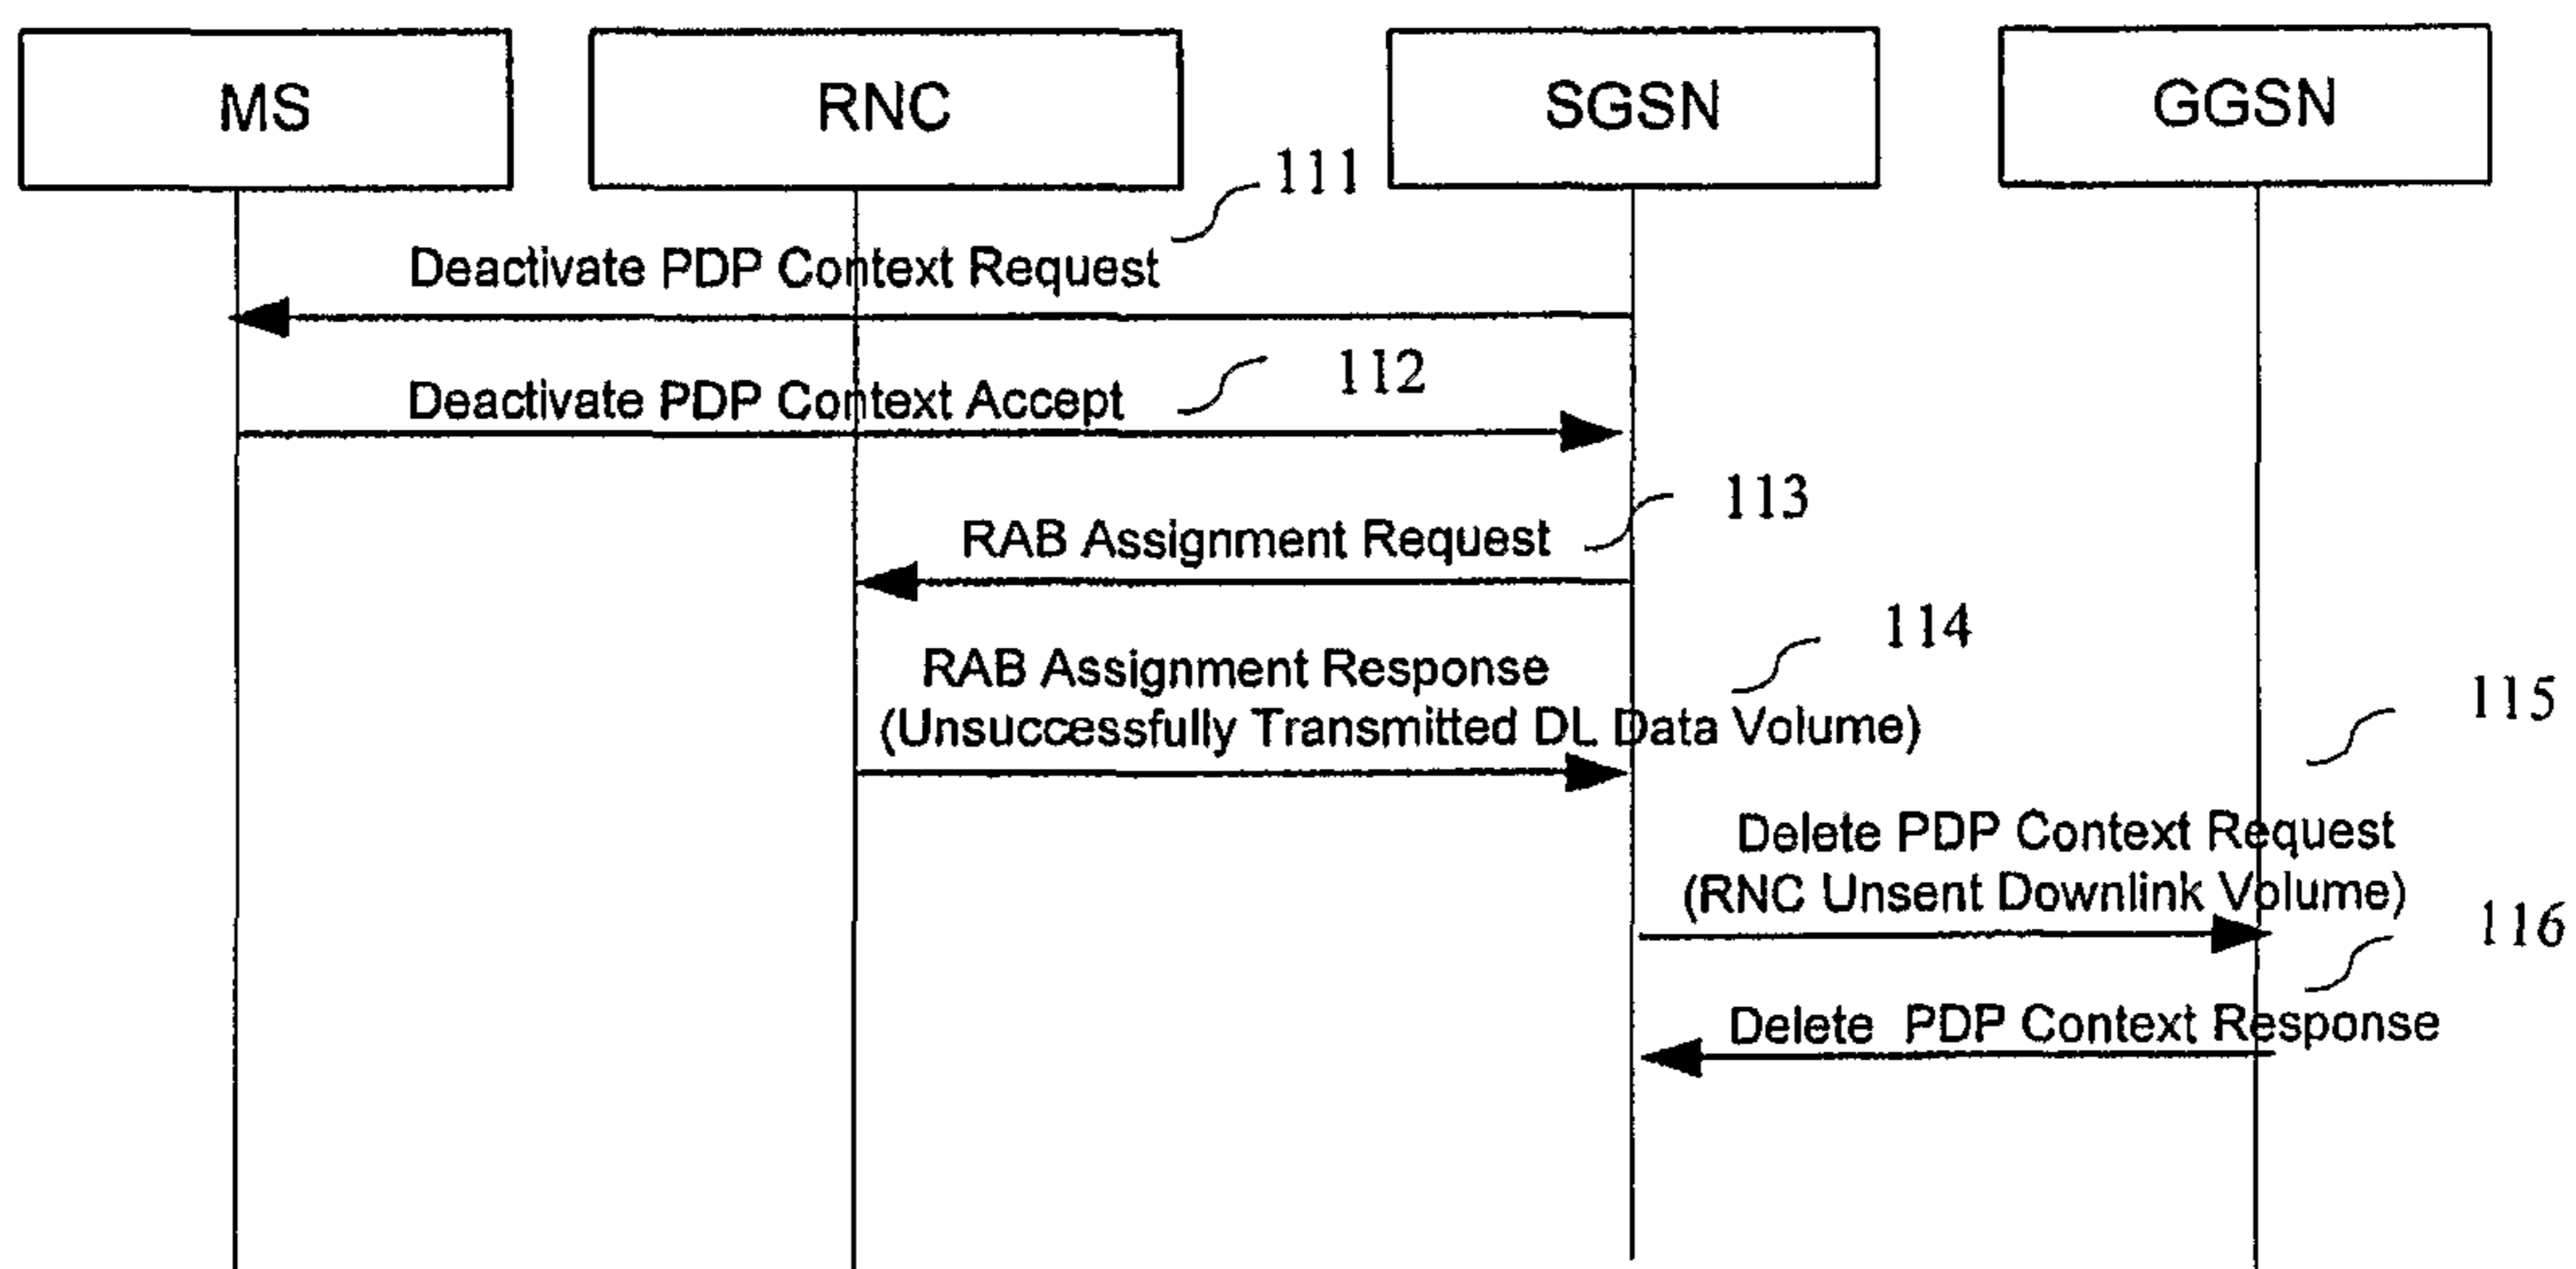 MS
RNC
SGSN
GGSN
111
Deactivate PDP Context Request
112
Deactivate PDP Context Accept
113
RAB Assignment Request
114
RAB Assignment Response
(Unsuccessfully Transmitted DL Data Volume)
115
Delete PDP Context Request
(RNC Unsent Downlink Volume)
116
Delete PDP Context Response